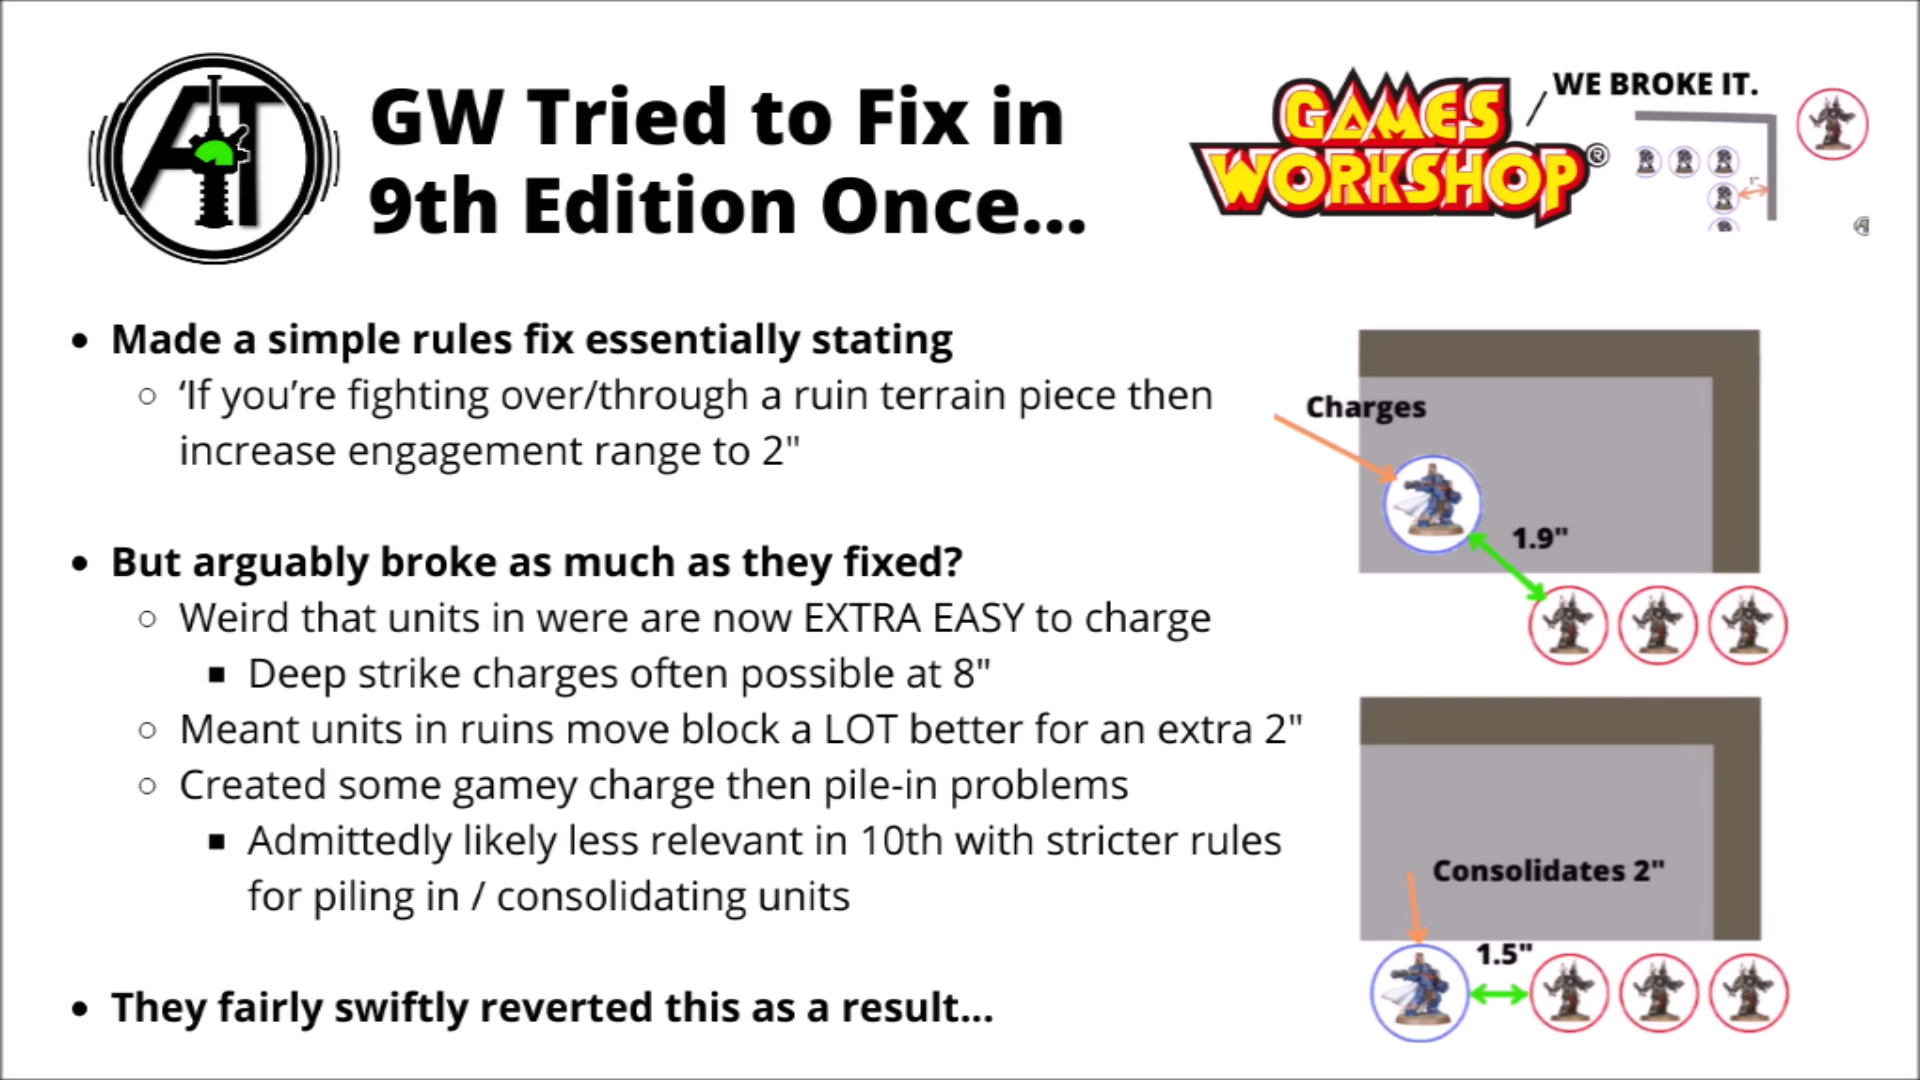 AT
GW Tried to Fix in
9th Edition Once...
GAMES
WORKSHOP®
WE BROKE IT.
1"
• Made a simple rules fix essentially stating
○ ‘If you’re fighting over/through a ruin terrain piece then
increase engagement range to 2"
• But arguably broke as much as they fixed?
○ Weird that units in were are now EXTRA EASY to charge
■ Deep strike charges often possible at 8"
○ Meant units in ruins move block a LOT better for an extra 2"
○ Created some gamey charge then pile-in problems
■ Admittedly likely less relevant in 10th with stricter rules
for piling in / consolidating units
• They fairly swiftly reverted this as a result...
Charges
1.9"
Consolidates 2"
1.5"